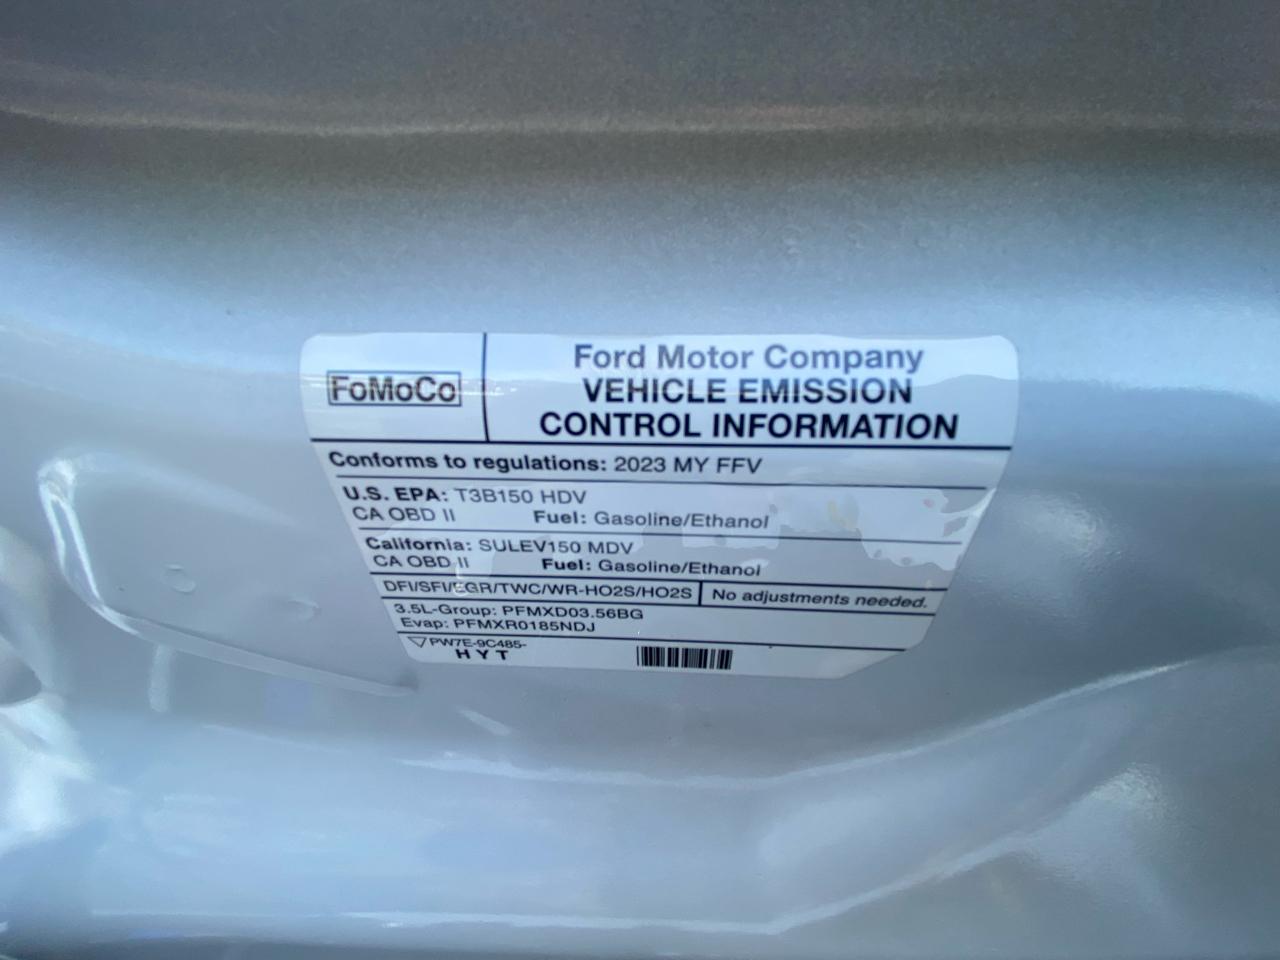 FoMoCo
Ford Motor Company
VEHICLE EMISSION
CONTROL INFORMATION
Conforms to regulations: 2023 MY FFV
U.S. EPA: T3B150 HDV
CA OBD II Fuel: Gasoline/Ethanol
California: SULEV150 MDV
CA OBD II Fuel: Gasoline/Ethanol
DFI/SFI/EGR/TWC/WR-HO2S/HO2S No adjustments needed.
3.5L-Group: PFMXD03.56BG
Evap: PFMXR0185NDJ
PW7E-9C485-
HYT